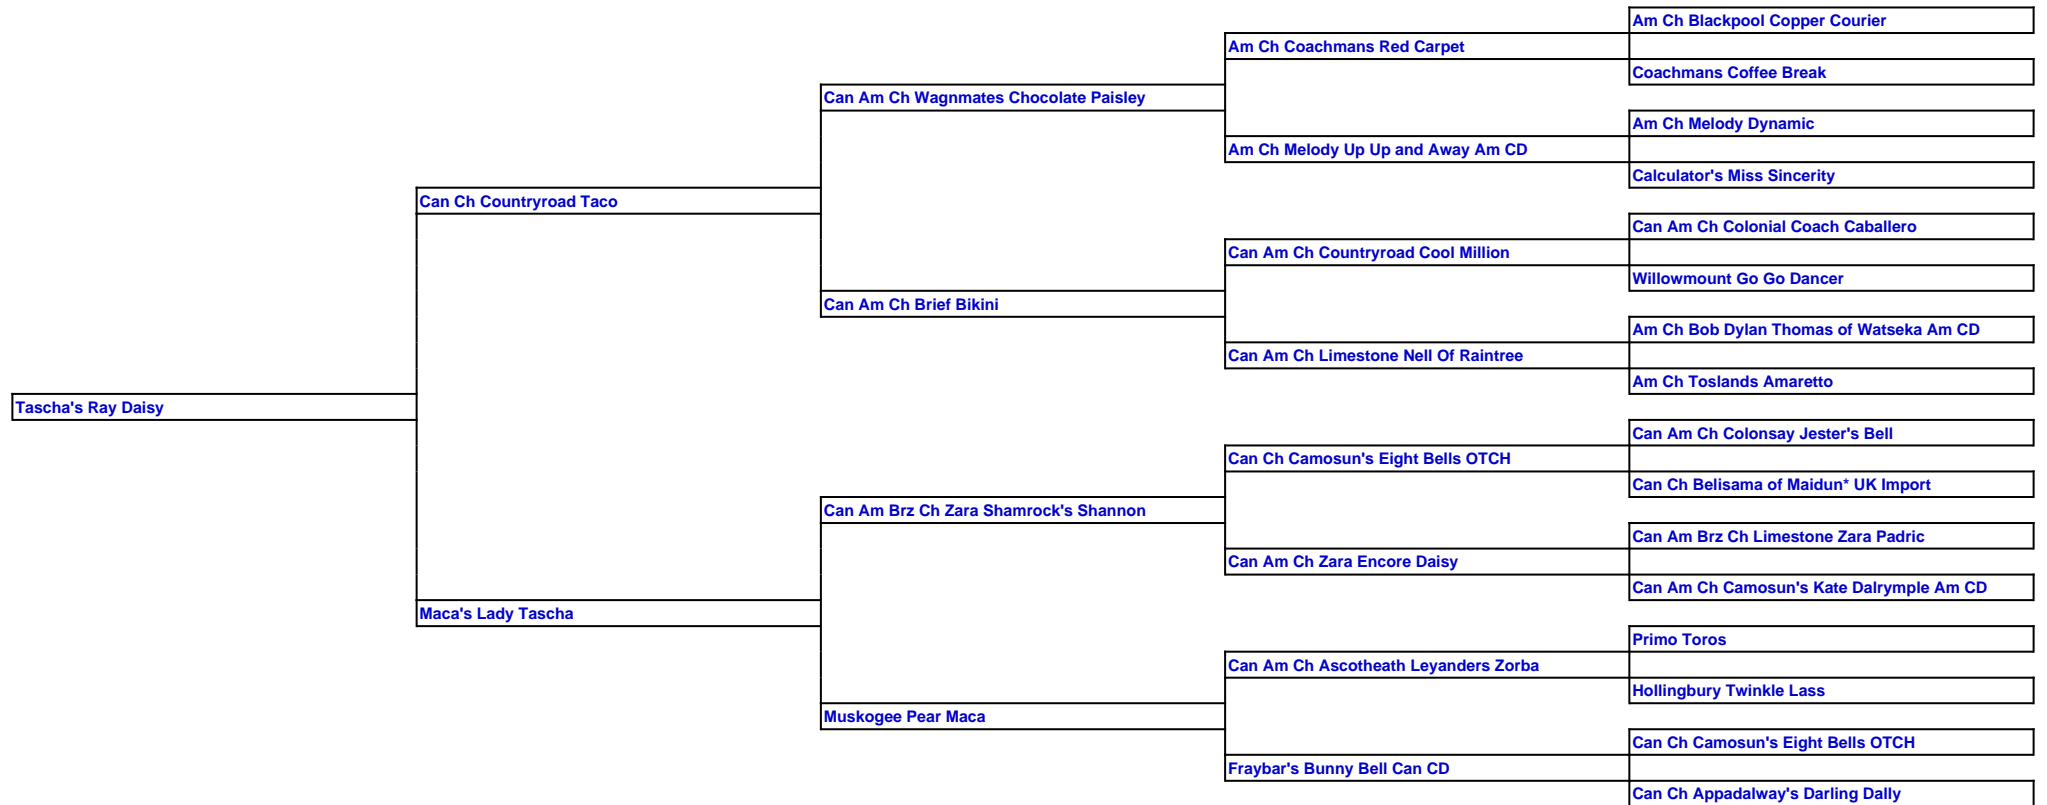 Am Ch Blackpool Copper Courier
Am Ch Coachmans Red Carpet
Coachmans Coffee Break
Can Am Ch Wagnmates Chocolate Paisley
Am Ch Melody Dynamic
Am Ch Melody Up Up and Away Am CD
Calculator's Miss Sincerity
Can Ch Countryroad Taco
Can Am Ch Colonial Coach Caballero
Can Am Ch Countryroad Cool Million
Willowmount Go Go Dancer
Can Am Ch Brief Bikini
Am Ch Bob Dylan Thomas of Watseka Am CD
Can Am Ch Limestone Nell Of Raintree
Am Ch Toslands Amaretto
Tascha's Ray Daisy
Can Am Ch Colonsay Jester's Bell
Can Ch Camosun's Eight Bells OTCH
Can Ch Belisama of Maidun* UK Import
Can Am Brz Ch Zara Shamrock's Shannon
Can Am Brz Ch Limestone Zara Padric
Can Am Ch Zara Encore Daisy
Can Am Ch Camosun's Kate Dalrymple Am CD
Maca's Lady Tascha
Primo Toros
Can Am Ch Ascotheath Leyanders Zorba
Hollingbury Twinkle Lass
Muskogee Pear Maca
Can Ch Camosun's Eight Bells OTCH
Fraybar's Bunny Bell Can CD
Can Ch Appadalway's Darling Dally